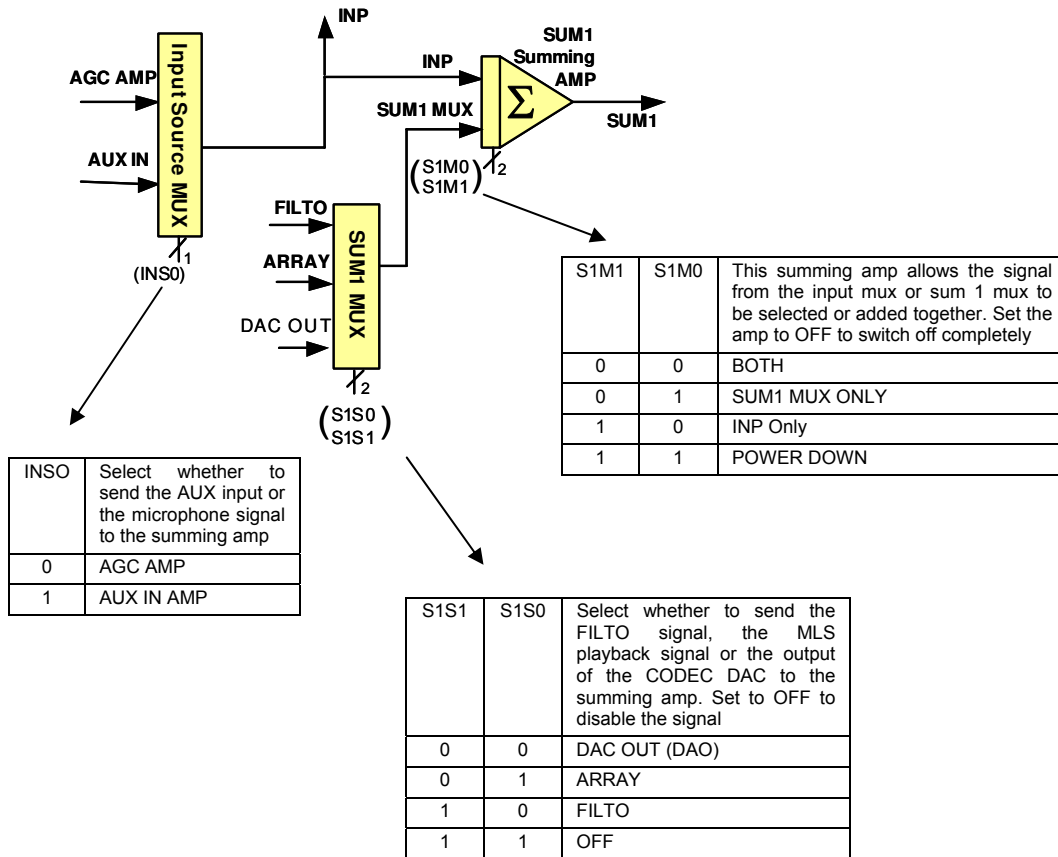 INP
SUM1
Summing
AMP
AGC AMP
AUX IN
Input Source MUX
1
(INS0)
INP
SUM1 MUX
Σ
SUM1
2
(S1M0
S1M1)
FILTO
ARRAY
DAC OUT
SUM1 MUX
2
(S1S0
S1S1)
S1M1 S1M0 This summing amp allows the signal
from the input mux or sum 1 mux to
be selected or added together. Set the
amp to OFF to switch off completely
0 0 BOTH
0 1 SUM1 MUX ONLY
1 0 INP Only
1 1 POWER DOWN
INSO Select whether to
send the AUX input or
the microphone signal
to the summing amp
0 AGC AMP
1 AUX IN AMP
S1S1 S1S0 Select whether to send the
FILTO signal, the MLS
playback signal or the output
of the CODEC DAC to the
summing amp. Set to OFF to
disable the signal
0 0 DAC OUT (DAO)
0 1 ARRAY
1 0 FILTO
1 1 OFF